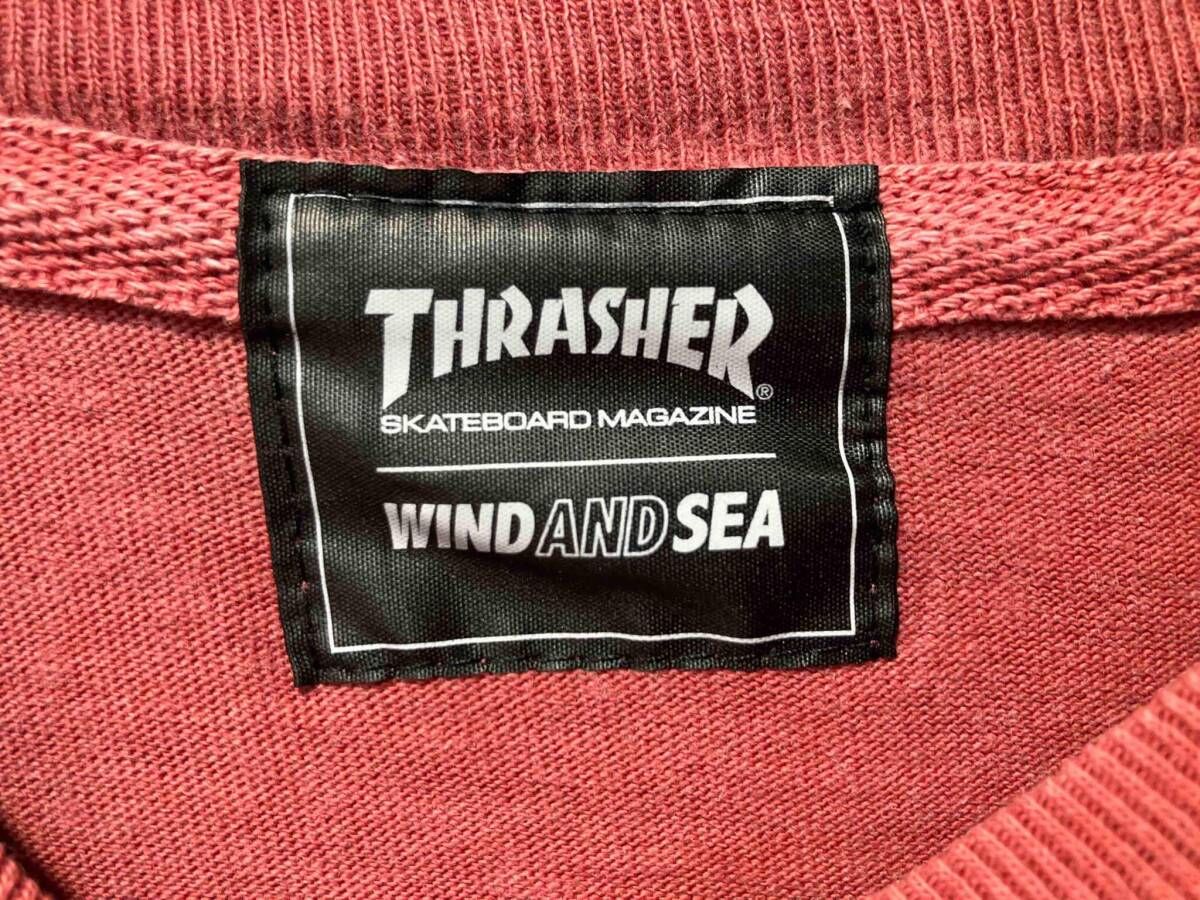 THRASHER®
SKATEBOARD MAGAZINE
WIND AND SEA